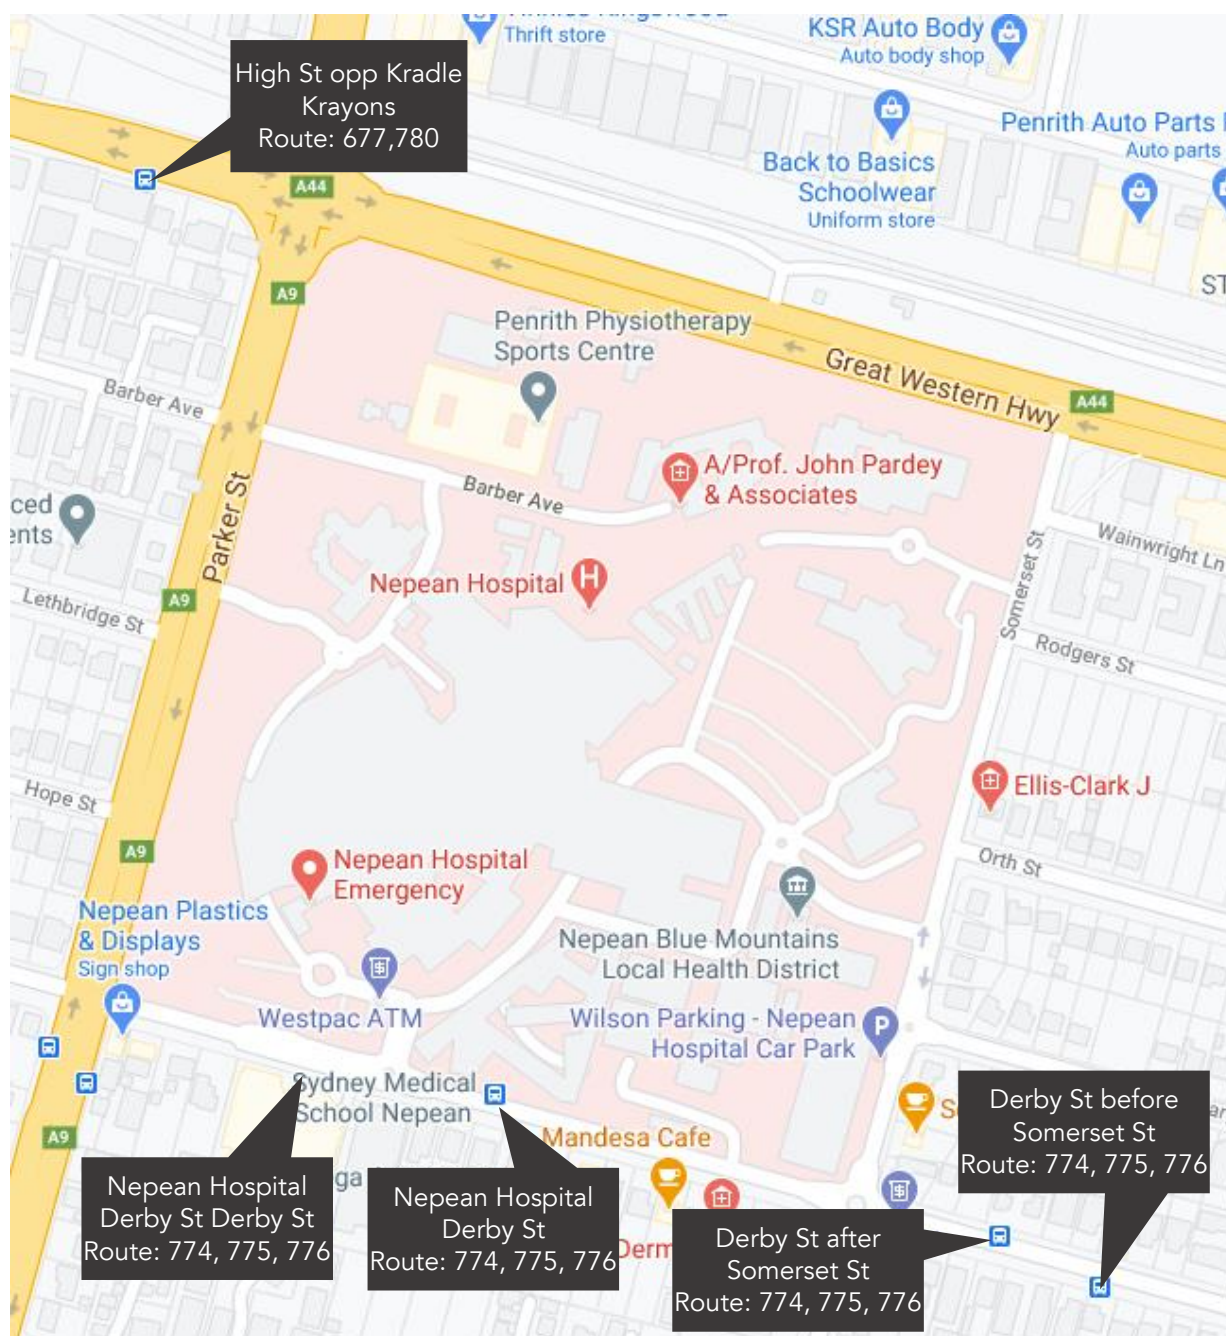 Thrift store
KSR Auto Body
Auto body shop
High St opp Kradle
Krayons
Route: 677,780
Penrith Auto Parts
Auto parts
Back to Basics
Schoolwear
Uniform store
A44
ST
A9
Penrith Physiotherapy
Sports Centre
Great Western Hwy
A44
Barber Ave
A/Prof. John Pardey
& Associates
Barber Ave
Parker St
Wainwright Ln
Somerset St
Nepean Hospital
H
A9
Lethbridge St
Rodgers St
Hope St
Ellis-Clark J
A9
Orth St
Nepean Hospital
Emergency
Nepean Plastics
& Displays
Sign shop
Nepean Blue Mountains
Local Health District
Westpac ATM
Wilson Parking - Nepean
Hospital Car Park
P
Sydney Medical
School Nepean
A9
Mandesa Cafe
Derby St before
Somerset St
Route: 774, 775, 776
Nepean Hospital
Derby St Derby St
Route: 774, 775, 776
Nepean Hospital
Derby St
Route: 774, 775, 776
Derby St after
Somerset St
Route: 774, 775, 776